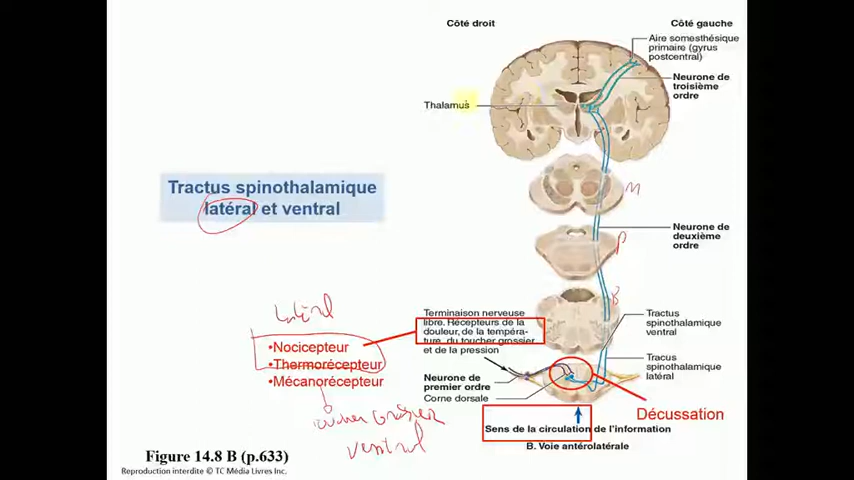 Côté droit
Côté gauche
Aire somesthésique
primaire (gyrus
postcentral)
Neurone de
troisième
ordre
Thalamus
Tractus spinothalamique
latéral et ventral
M
Neurone de
deuxième
ordre
P
B
Latéral
Terminaison nerveuse
libre. Récepteurs de la
douleur, de la tempéra-
ture, du toucher grossier
et de la pression
Tractus
spinothalamique
ventral
•Nocicepteur
•Thermorécepteur
•Mécanorécepteur
Tracus
spinothalamique
latéral
Neurone de
premier ordre
Corne dorsale
Décussation
toucher Grossier
ventral
Sens de la circulation de l'information
B. Voie antérolatérale
Figure 14.8 B (p.633)
Reproduction interdite © TC Média Livres Inc.